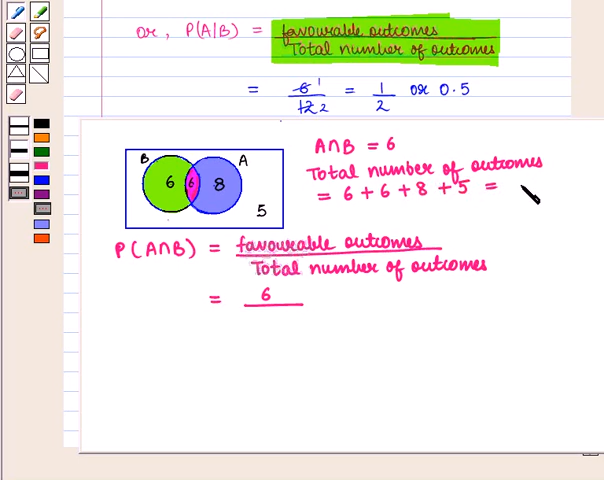 or, P(A|B) = favourable outcomes / Total number of outcomes
= 6 1 / 12 2 = 1/2 or 0.5
A∩B = 6
Total number of outcomes
= 6 + 6 + 8 + 5 =
B A
6 6 8
5
P(A∩B) = favourable outcomes / Total number of outcomes
= 6